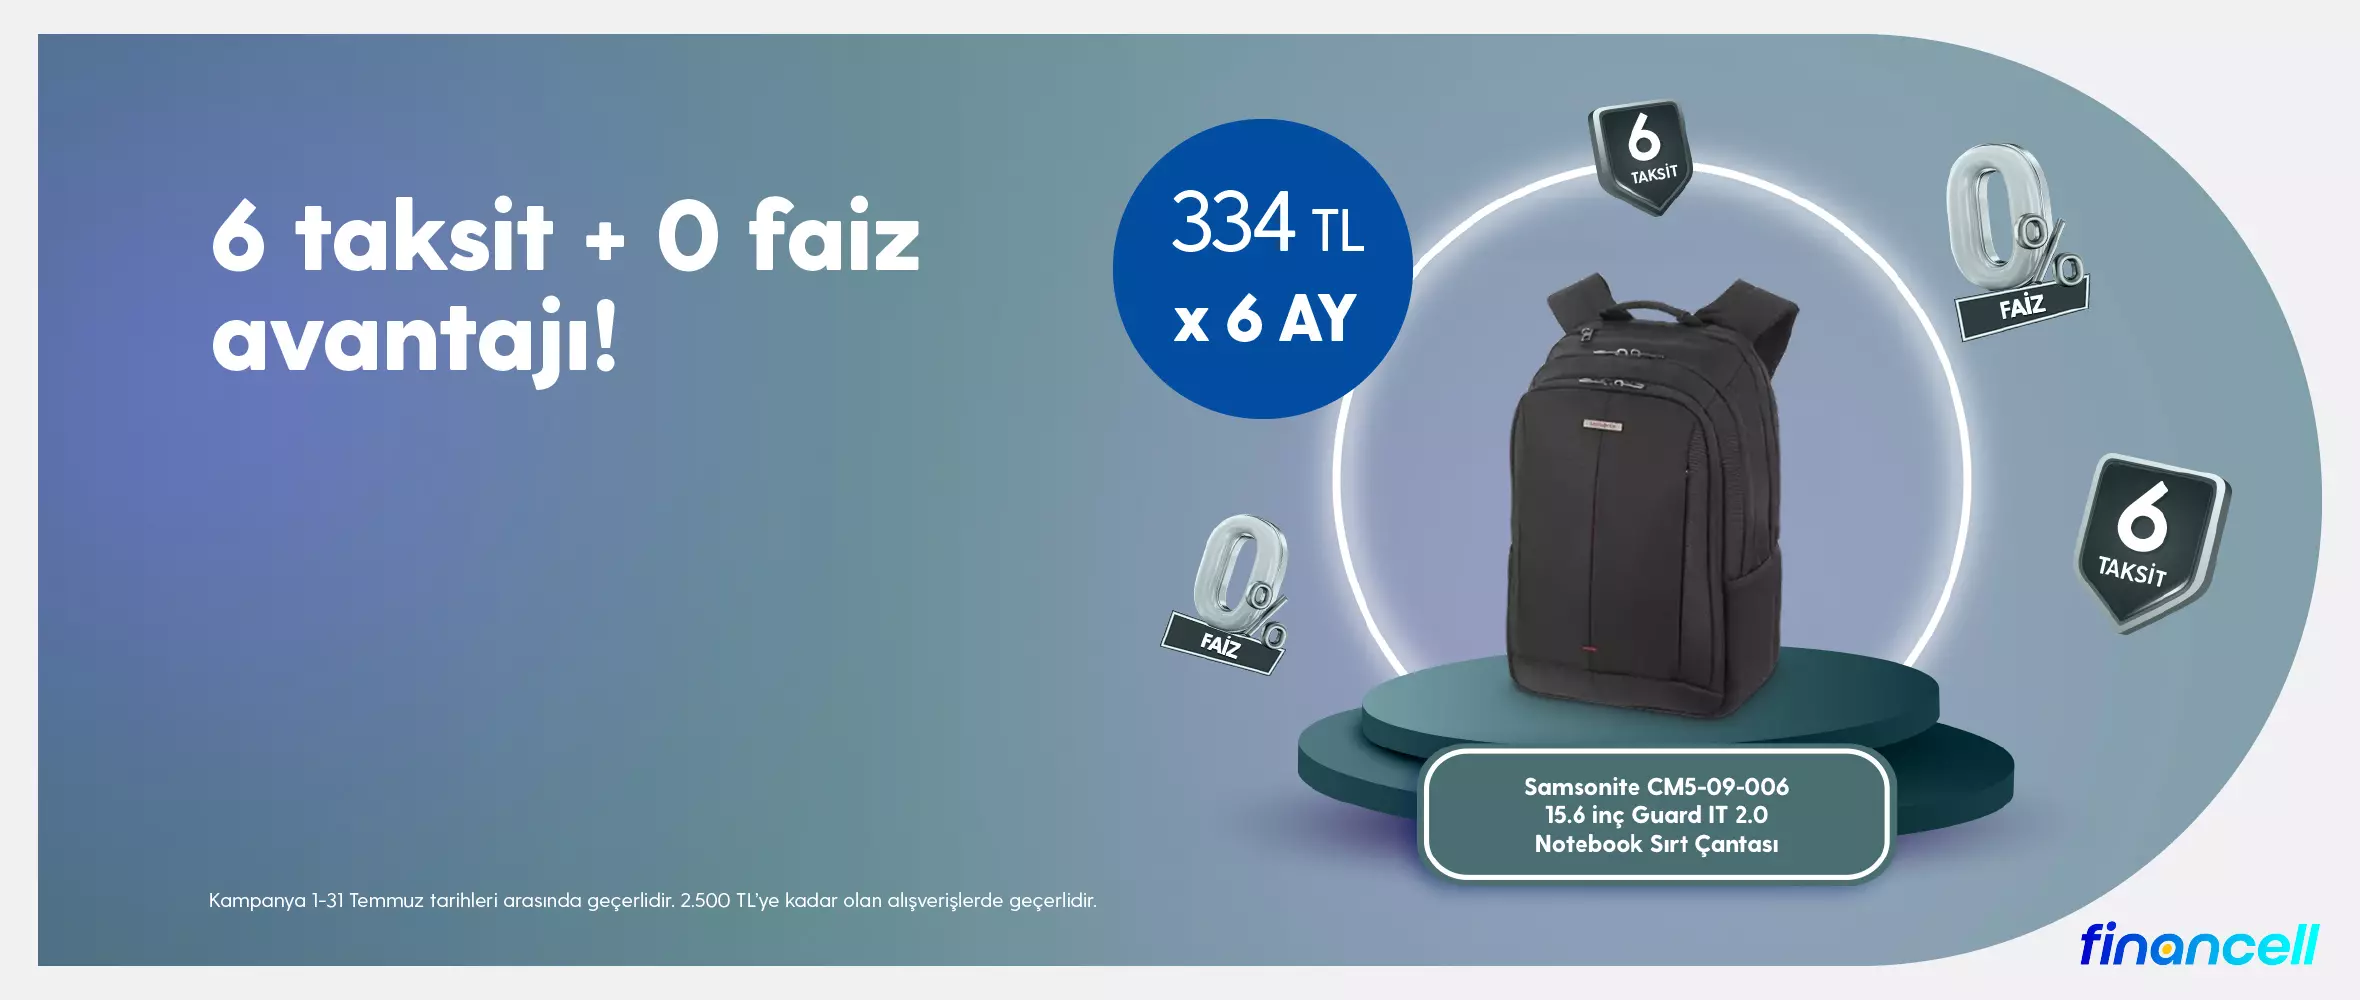 6 taksit + 0 faiz
avantajı!
334 TL
x 6 AY
6
TAKSİT
0%
FAİZ
0%
FAİZ
6
TAKSİT
Samsonite CM5-09-006
15.6 inç Guard IT 2.0
Notebook Sırt Çantası
Kampanya 1-31 Temmuz tarihleri arasında geçerlidir. 2.500 TL'ye kadar olan alışverişlerde geçerlidir.
financell